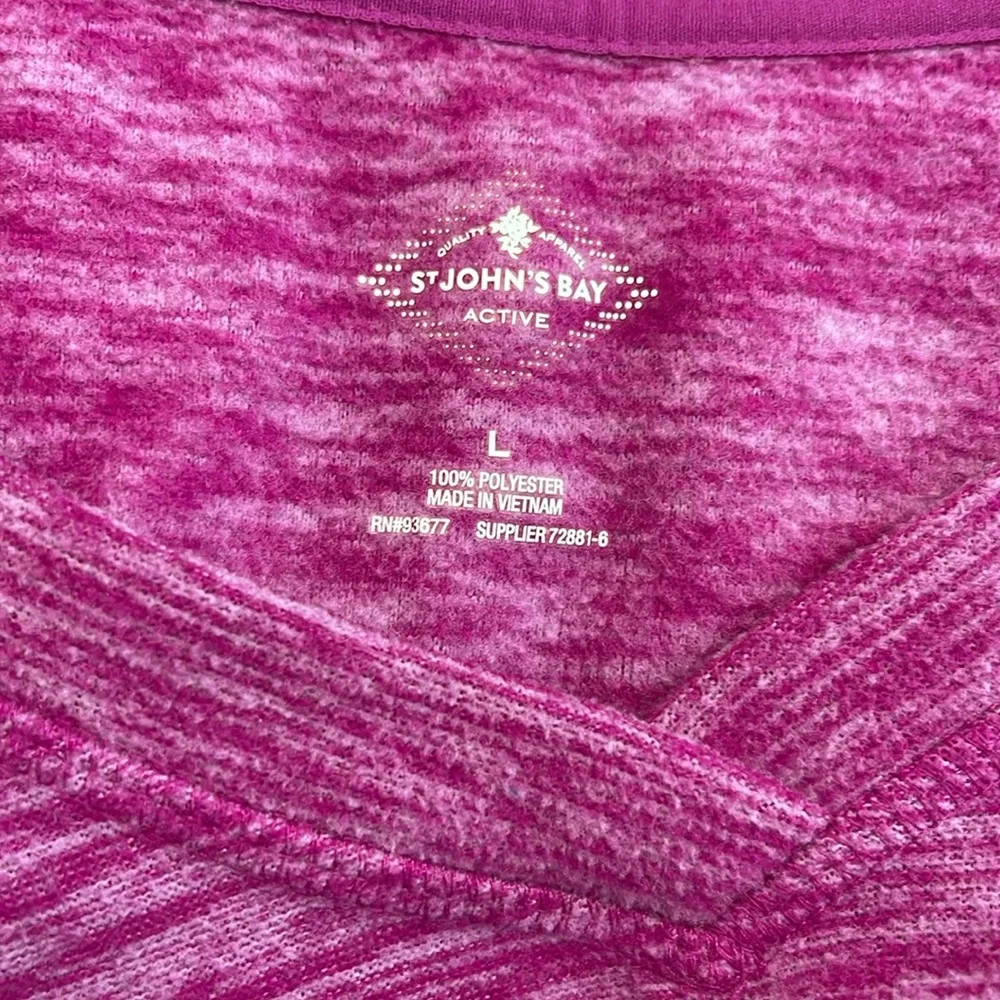 QUALITY APPAREL
ST JOHN'S BAY
ACTIVE
L
100% POLYESTER
MADE IN VIETNAM
RN#93677 SUPPLIER 72881-6